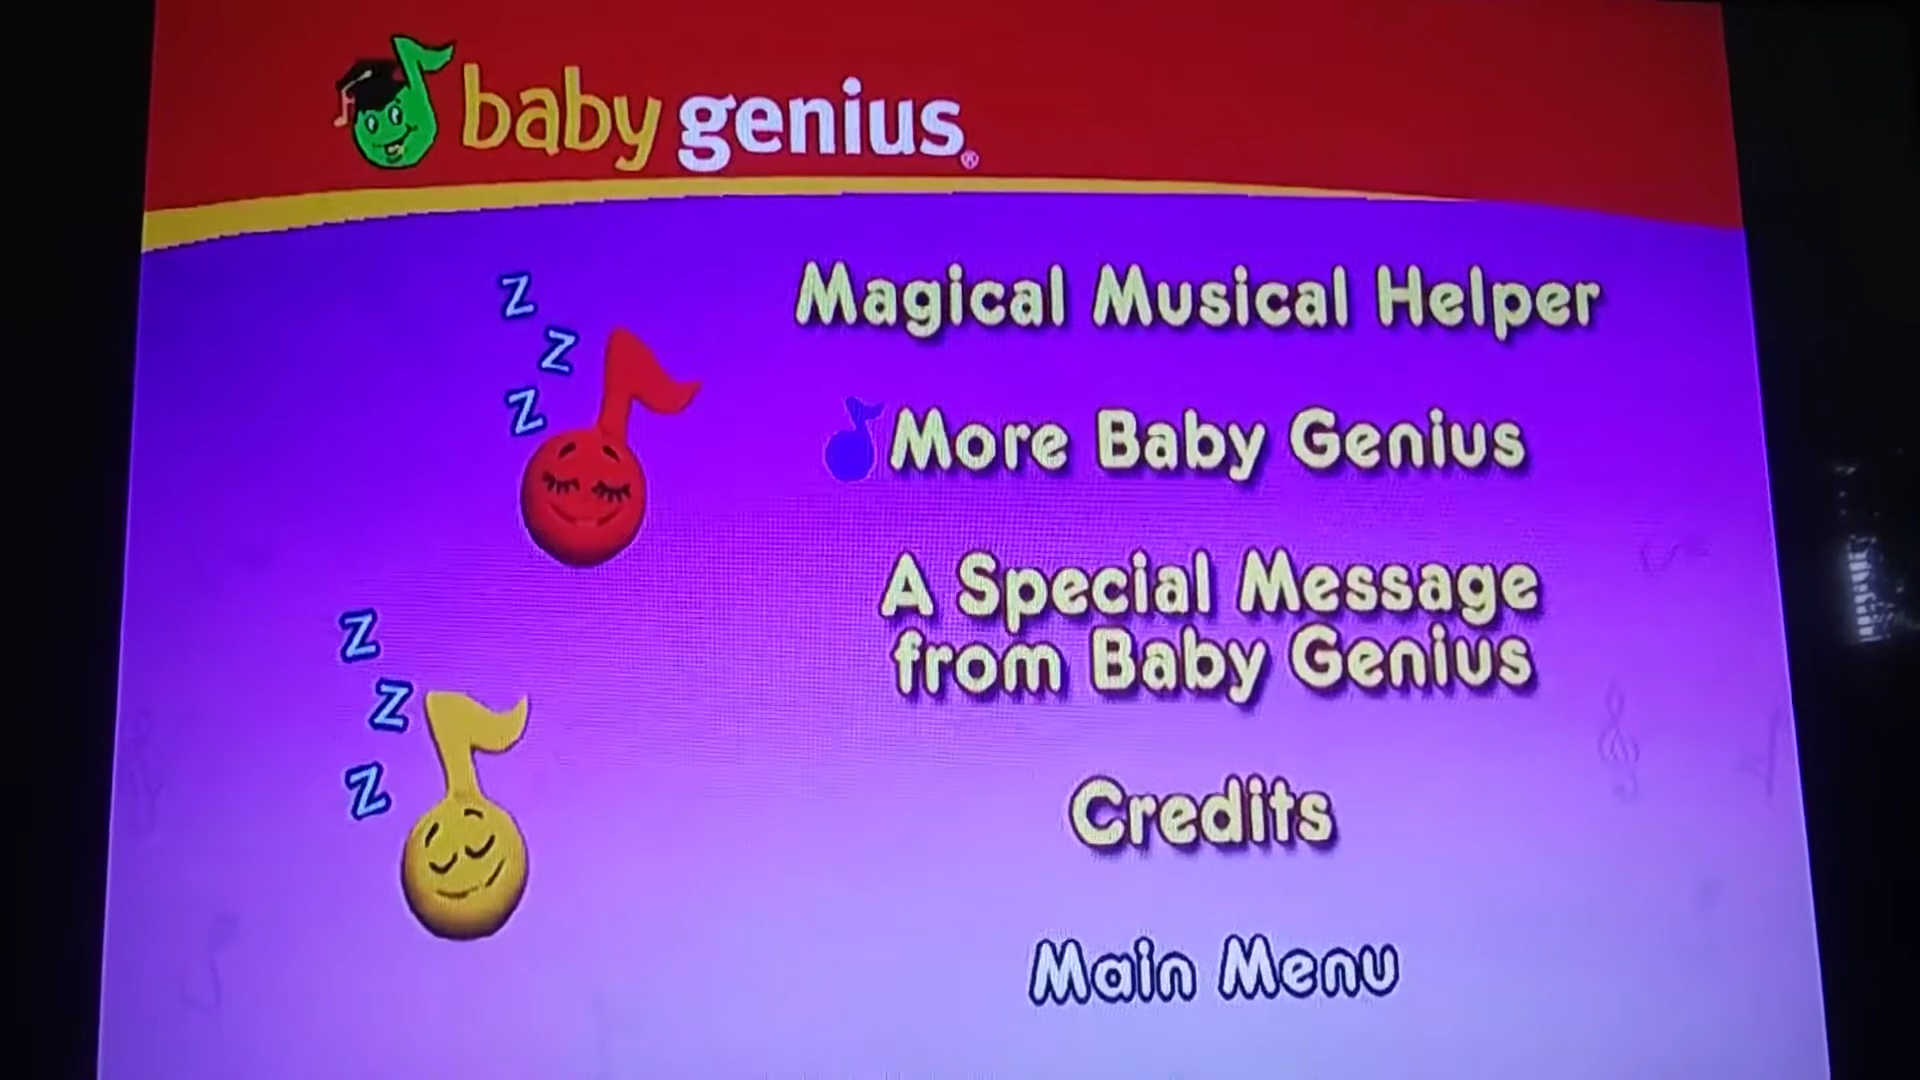 baby genius®
Z
Magical Musical Helper
Z
Z
More Baby Genius
A Special Message
from Baby Genius
Z
Z
Z
Credits
Main Menu